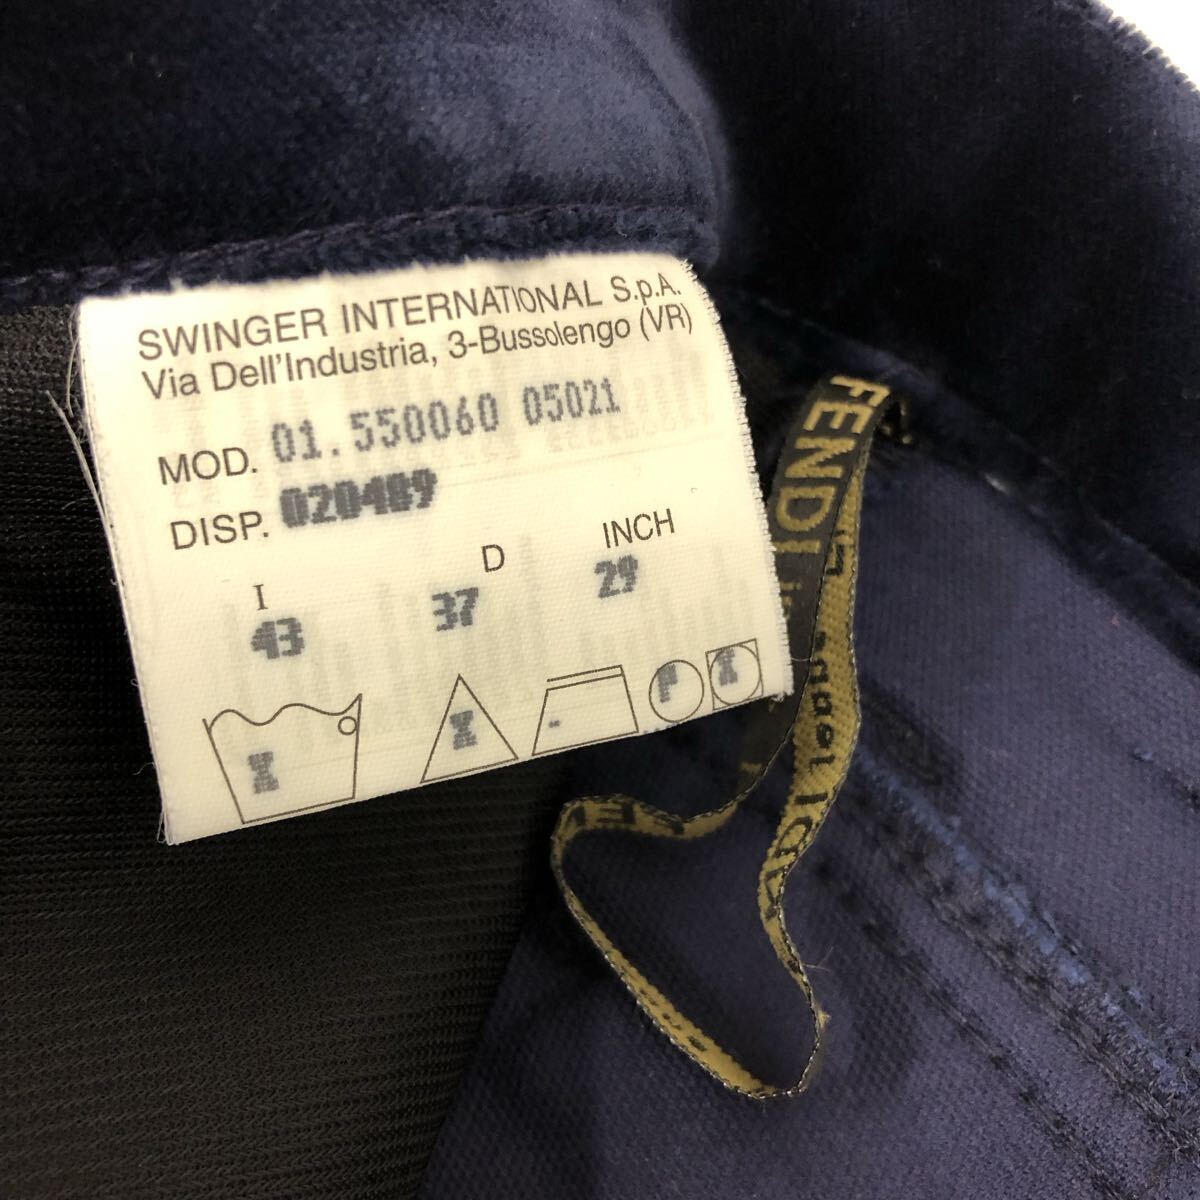 SWINGER INTERNATIONAL S.p.A.
Via Dell'Industria, 3-Bussolengo (VR)
MOD. 01.550060 05021
DISP. 020489
I D INCH
43 37 29
X X - P X
FENDI